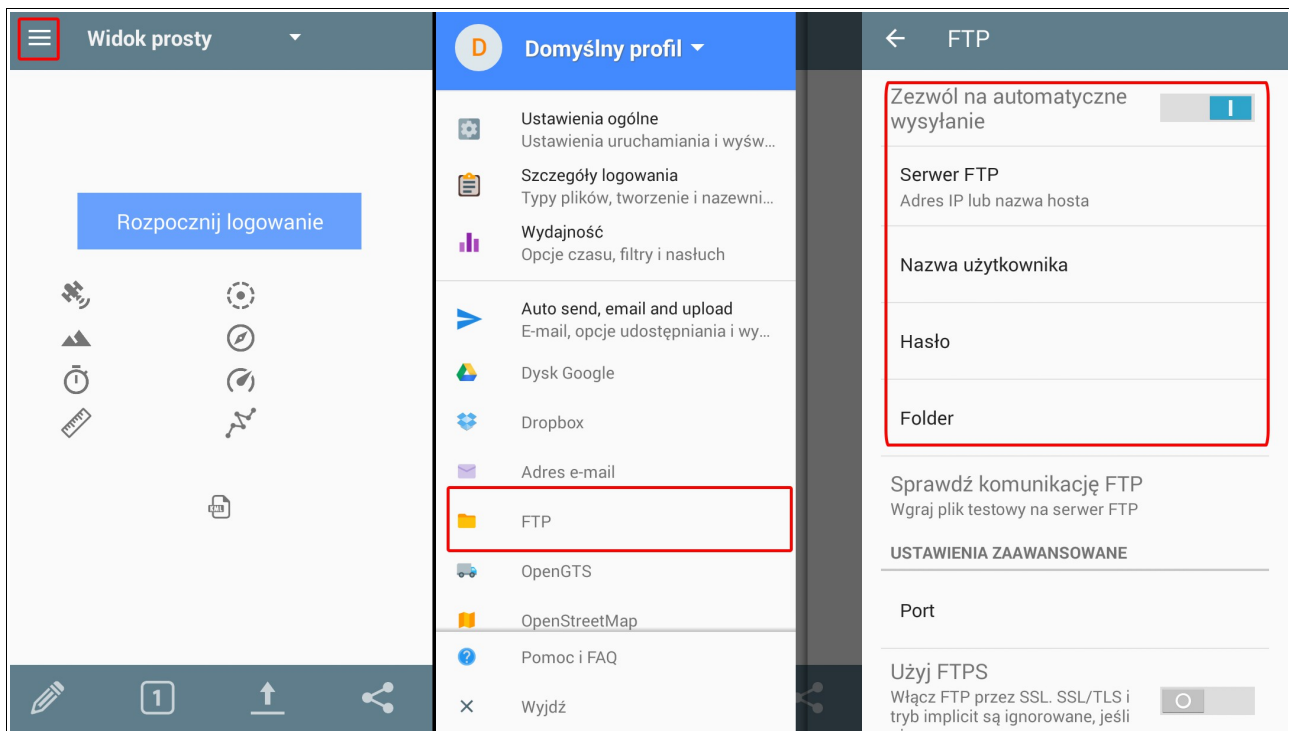 Widok prosty
Rozpocznij logowanie
KML
1
D
Domyślny profil
Ustawienia ogólne
Ustawienia uruchamiania i wyśw...
Szczegóły logowania
Typy plików, tworzenie i nazewni...
Wydajność
Opcje czasu, filtry i nasłuch
Auto send, email and upload
E-mail, opcje udostępniania i wy...
Dysk Google
Dropbox
Adres e-mail
FTP
OpenGTS
OpenStreetMap
Pomoc i FAQ
Wyjdź
FTP
Zezwól na automatyczne
wysyłanie
Serwer FTP
Adres IP lub nazwa hosta
Nazwa użytkownika
Hasło
Folder
Sprawdź komunikację FTP
Wgraj plik testowy na serwer FTP
USTAWIENIA ZAAWANSOWANE
Port
Użyj FTPS
Włącz FTP przez SSL. SSL/TLS i
tryb implicit są ignorowane, jeśli